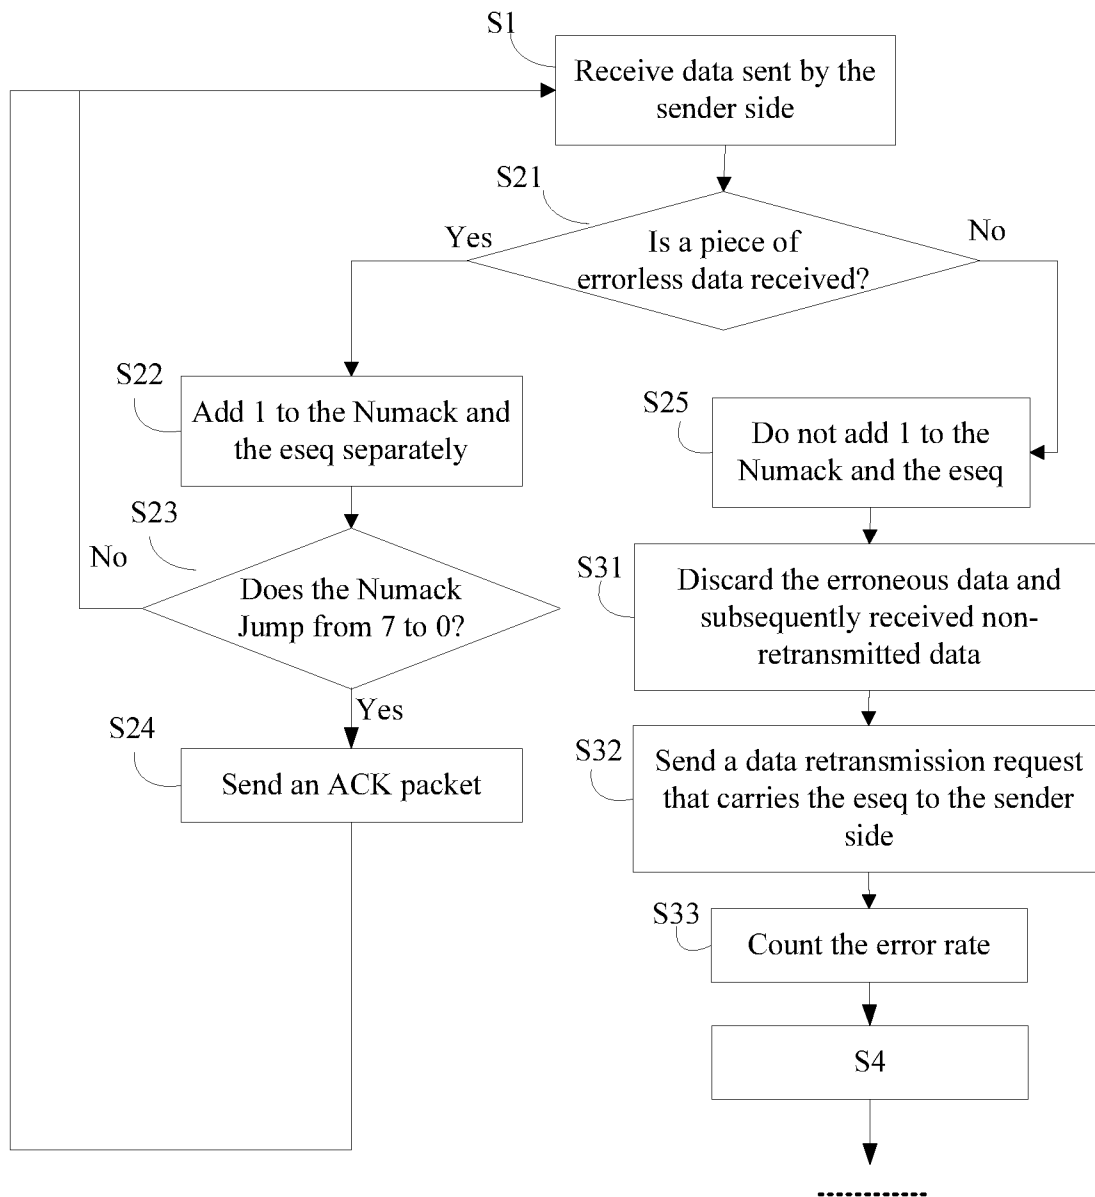 S1
Receive data sent by the
sender side
S21
Yes
Is a piece of
errorless data received?
No
S22
Add 1 to the Numack and
the eseq separately
S25
Do not add 1 to the
Numack and the eseq
S23
No
Does the Numack
Jump from 7 to 0?
S31
Discard the erroneous data and
subsequently received non-
retransmitted data
Yes
S24
Send an ACK packet
S32
Send a data retransmission request
that carries the eseq to the sender
side
S33
Count the error rate
S4